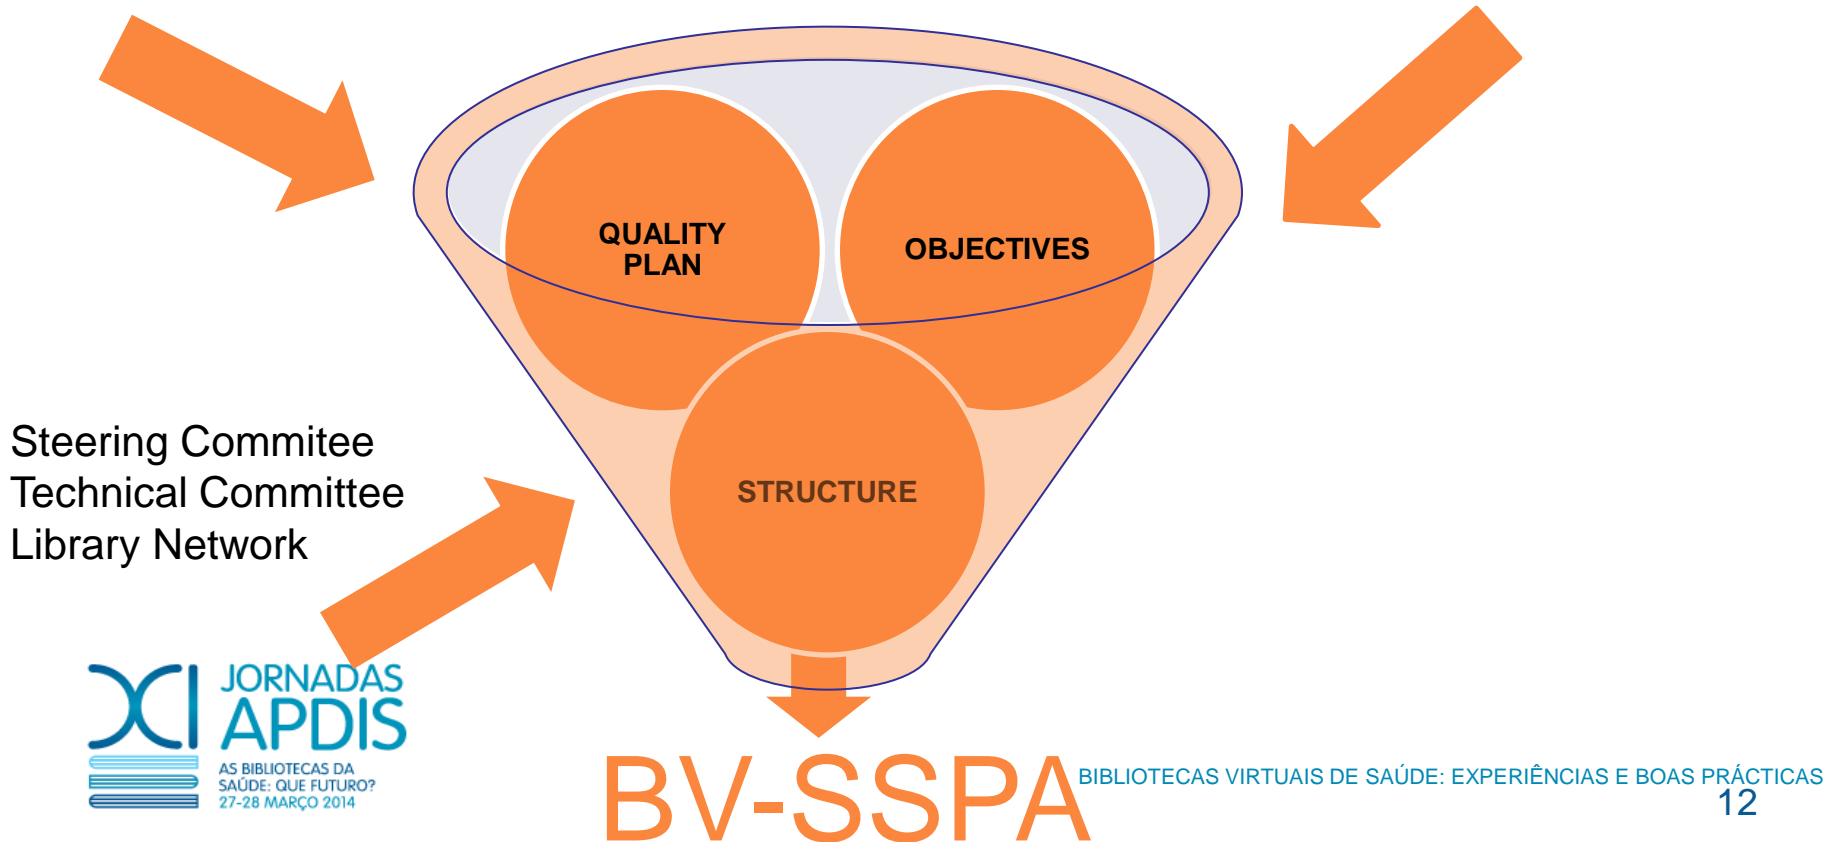 QUALITY
PLAN
OBJECTIVES
STRUCTURE
Steering Commitee
Technical Committee
Library Network
XI JORNADAS
APDIS
AS BIBLIOTECAS DA
SAÚDE: QUE FUTURO?
27-28 MARÇO 2014
BV-SSPA
BIBLIOTECAS VIRTUAIS DE SAÚDE: EXPERIÊNCIAS E BOAS PRÁCTICAS
12